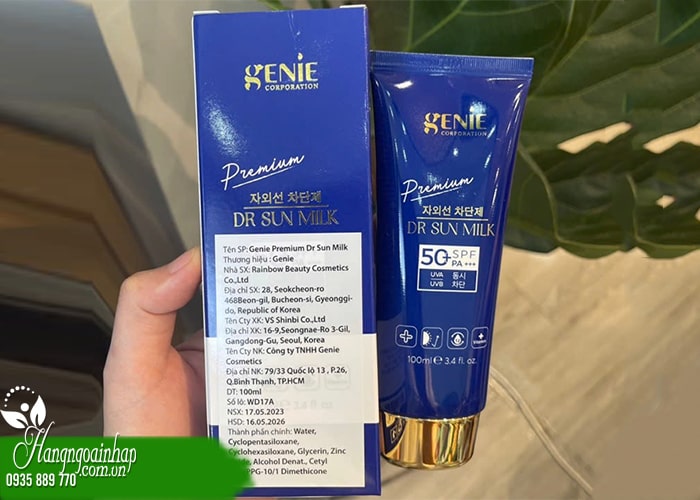 gENIE
CORPORATION
Premium
자외선 차단제
DR SUN MILK
Tên SP: Genie Premium Dr Sun Milk
Thương hiệu : Genie
Nhà SX: Rainbow Beauty Cosmetics
Co.,Ltd
Địa chỉ SX: 28, Seokcheon-ro
468Beon-gil, Bucheon-si, Gyeonggi-
do, Republic of Korea
Tên Cty XK: VS Shinbi Co.,Ltd
Địa chỉ XK: 16-9,Seongnae-Ro 3-Gil,
Gangdong-Gu, Seoul, Korea
Tên Cty NK: Công ty TNHH Genie
Cosmetics
Địa chỉ NK: 79/33 Quốc lộ 13 , P.26,
Q.Bình Thạnh, TP.HCM
DT: 100ml
Số lô: WD17A
NSX: 17.05.2023
HSD: 16.05.2026
Thành phần chính: Water,
Cyclopentasiloxane,
Cyclohexasiloxane, Glycerin, Zinc
Alcohol Denat., Cetyl
PPG-10/1 Dimethicone
gENIE
CORPORATION
Premium
자외선 차단제
DR SUN MILK
50+ SPF
PA +++
UVA 동시
UVB 차단
100ml ℮ 3.4 fl. oz.
Hangngoainhap
.com.vn
0935 889 770